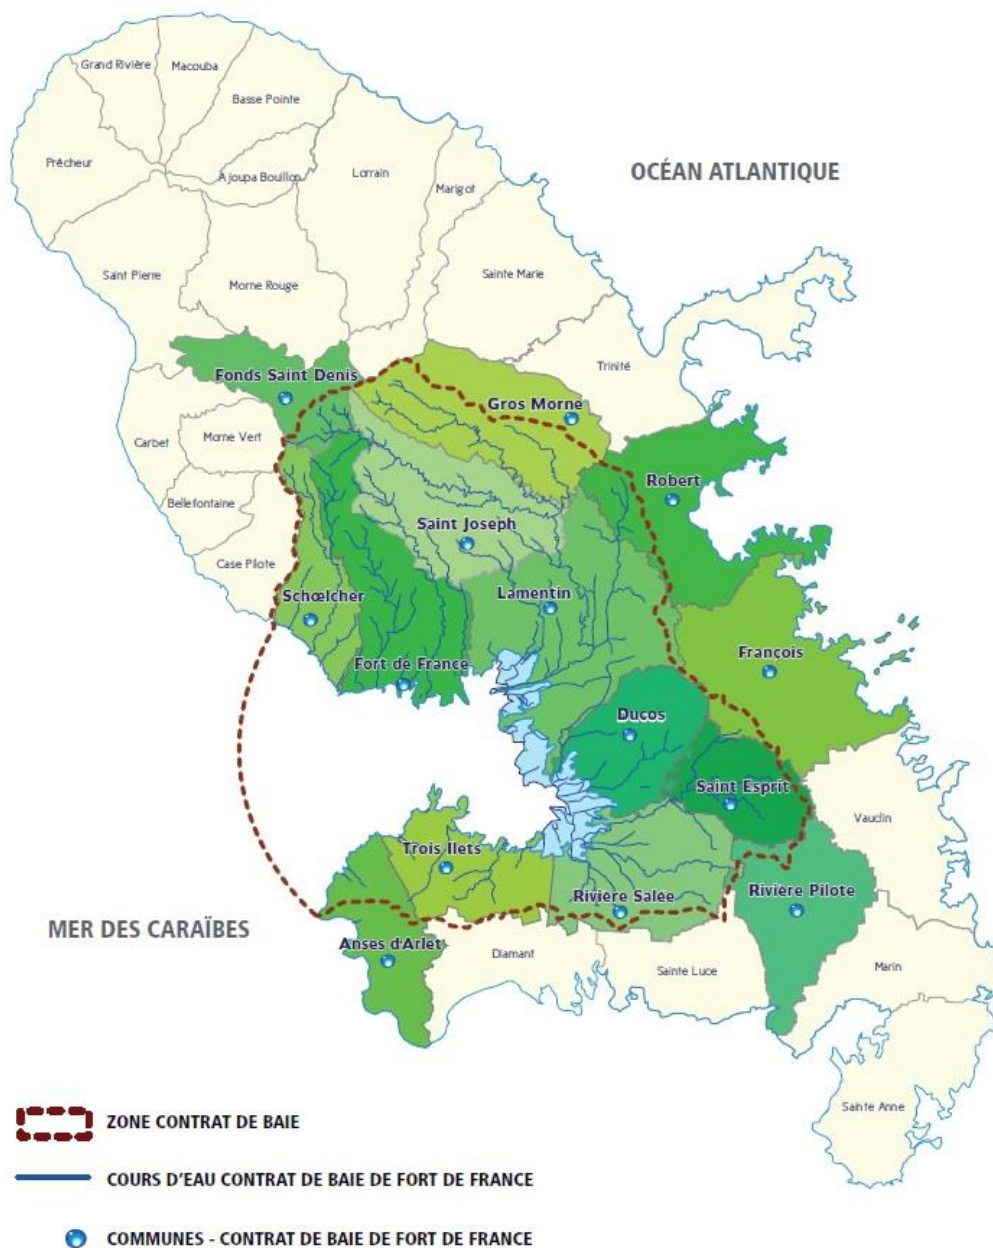 Grand Rivière
Macouba
Basse Pointe
Prêcheur
Ajoupa Bouillon
Lorrain
Marigot
OCÉAN ATLANTIQUE
Saint Pierre
Morne Rouge
Sainte Marie
Trinité
Fonds Saint Denis
Gros Morne
Carbet
Morne Vert
Robert
Bellefontaine
Saint Joseph
Case Pilote
Schœlcher
Lamentin
Fort de France
François
Ducos
Saint Esprit
Vauclin
Trois Ilets
Rivière Salée
Rivière Pilote
MER DES CARAÏBES
Anses d'Arlet
Diamant
Sainte Luce
Marin
Sainte Anne
ZONE CONTRAT DE BAIE
COURS D'EAU CONTRAT DE BAIE DE FORT DE FRANCE
COMMUNES - CONTRAT DE BAIE DE FORT DE FRANCE